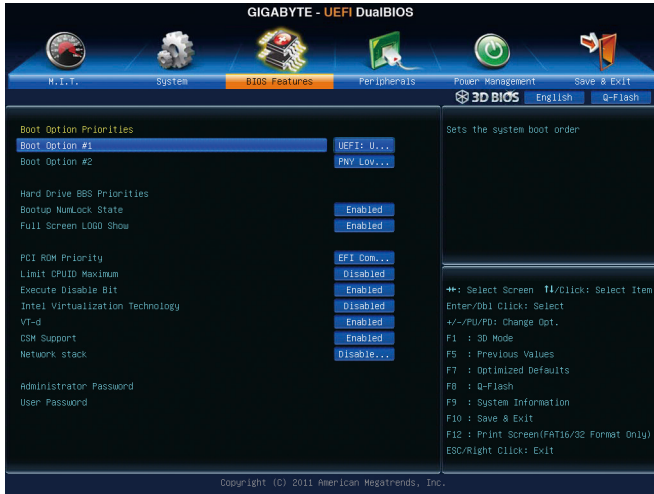 GIGABYTE - UEFI DualBIOS
M.I.T. System BIOS Features Peripherals Power Management Save & Exit
3D BIOS English Q-Flash
Boot Option Priorities
Boot Option #1 UEFI: U...
Boot Option #2 PNY Lov...
Hard Drive BBS Priorities
Bootup NumLock State Enabled
Full Screen LOGO Show Enabled
PCI ROM Priority EFI Com...
Limit CPUID Maximum Disabled
Execute Disable Bit Enabled
Intel Virtualization Technology Disabled
VT-d Enabled
CSM Support Enabled
Network stack Disable...
Administrator Password
User Password
Sets the system boot order
→←: Select Screen ↑↓/Click: Select Item
Enter/Dbl Click: Select
+/-/PU/PD: Change Opt.
F1 : 3D Mode
F5 : Previous Values
F7 : Optimized Defaults
F8 : Q-Flash
F9 : System Information
F10 : Save & Exit
F12 : Print Screen(FAT16/32 Format Only)
ESC/Right Click: Exit
Copyright (C) 2011 American Megatrends, Inc.